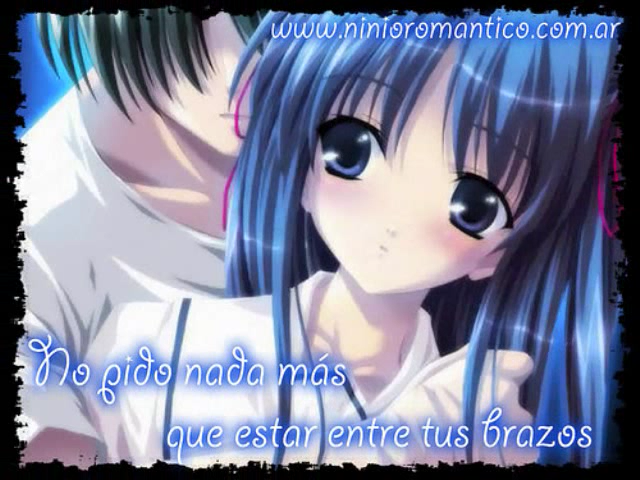 www.ninioromantico.com.ar
No pido nada más
que estar entre tus brazos